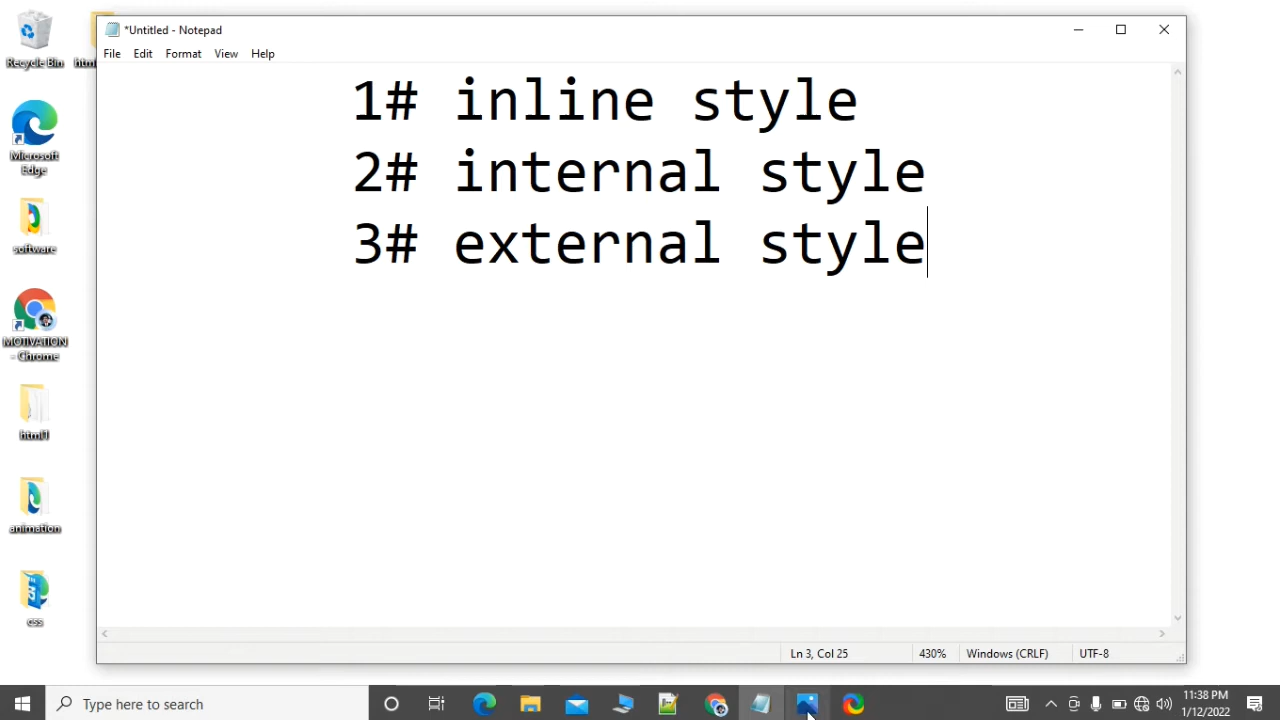 Recycle Bin
html
Microsoft
Edge
software
MOTIVATION
- Chrome
html1
animation
css
*Untitled - Notepad
File Edit Format View Help
1# inline style
2# internal style
3# external style
Ln 3, Col 25 430% Windows (CRLF) UTF-8
Type here to search
11:38 PM
1/12/2022